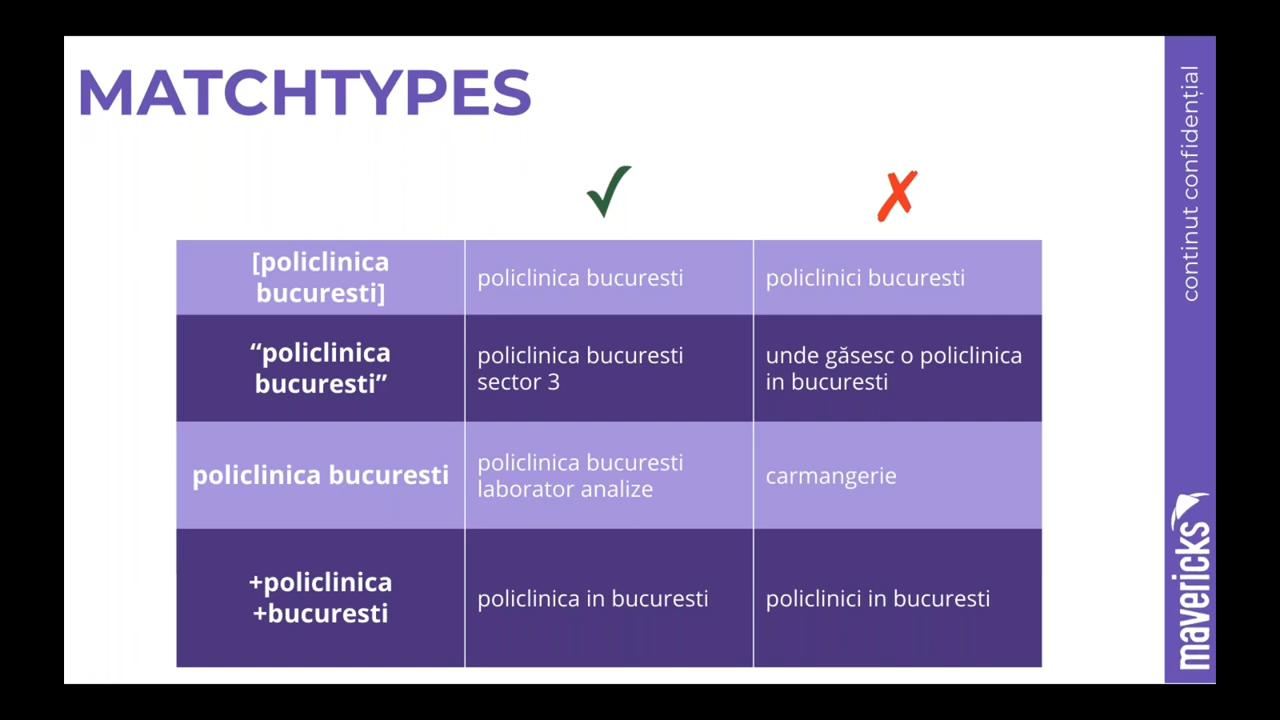 MATCHTYPES
✓ ✗
[policlinica
bucuresti]
policlinica bucuresti
policlinici bucuresti
“policlinica
bucuresti”
policlinica bucuresti
sector 3
unde găsesc o policlinica
in bucuresti
policlinica bucuresti
policlinica bucuresti
laborator analize
carmangerie
+policlinica
+bucuresti
policlinica in bucuresti
policlinici in bucuresti
continut confidențial
mavericks